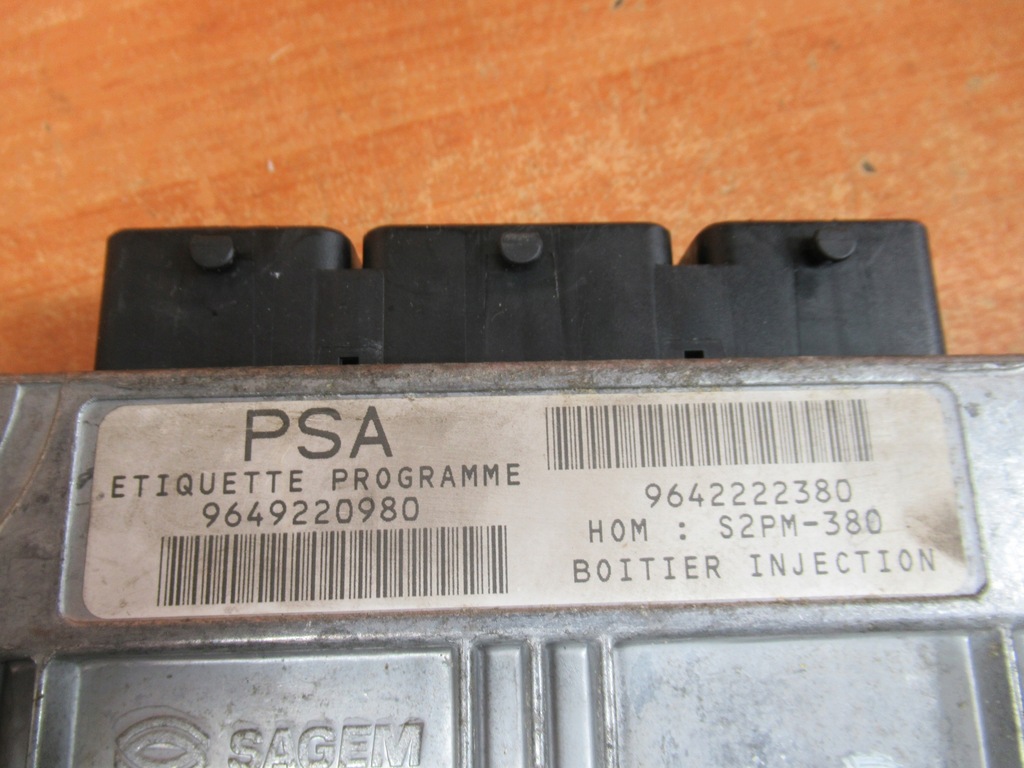 PSA
ETIQUETTE PROGRAMME
9649220980
9642222380
HOM : S2PM-380
BOITIER INJECTION
SAGEM